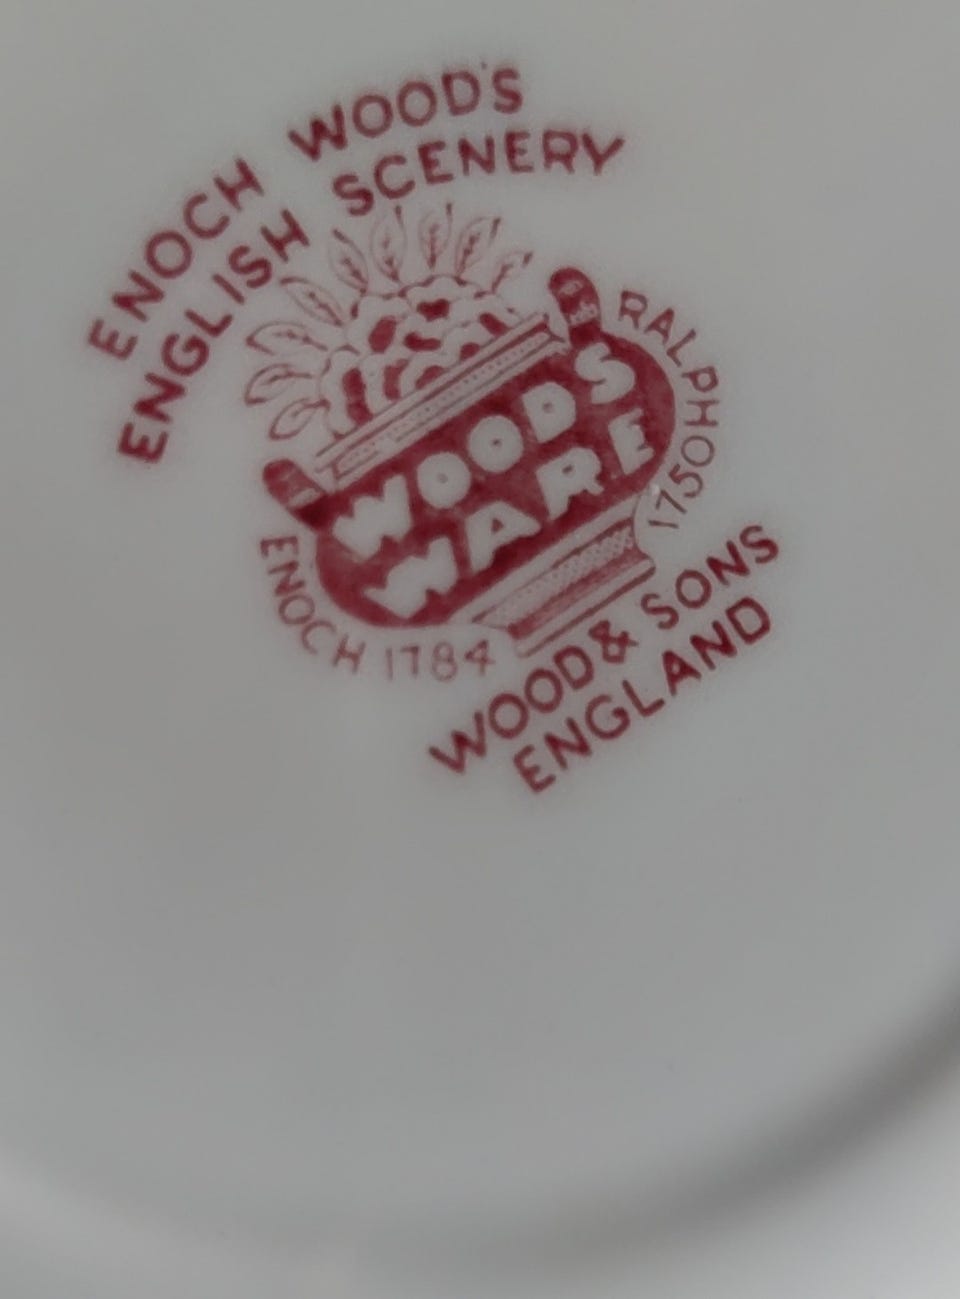 ENOCH WOOD'S
ENGLISH SCENERY
WOODS
WARE
RALPH 1750
ENOCH 1784
WOOD & SONS
ENGLAND